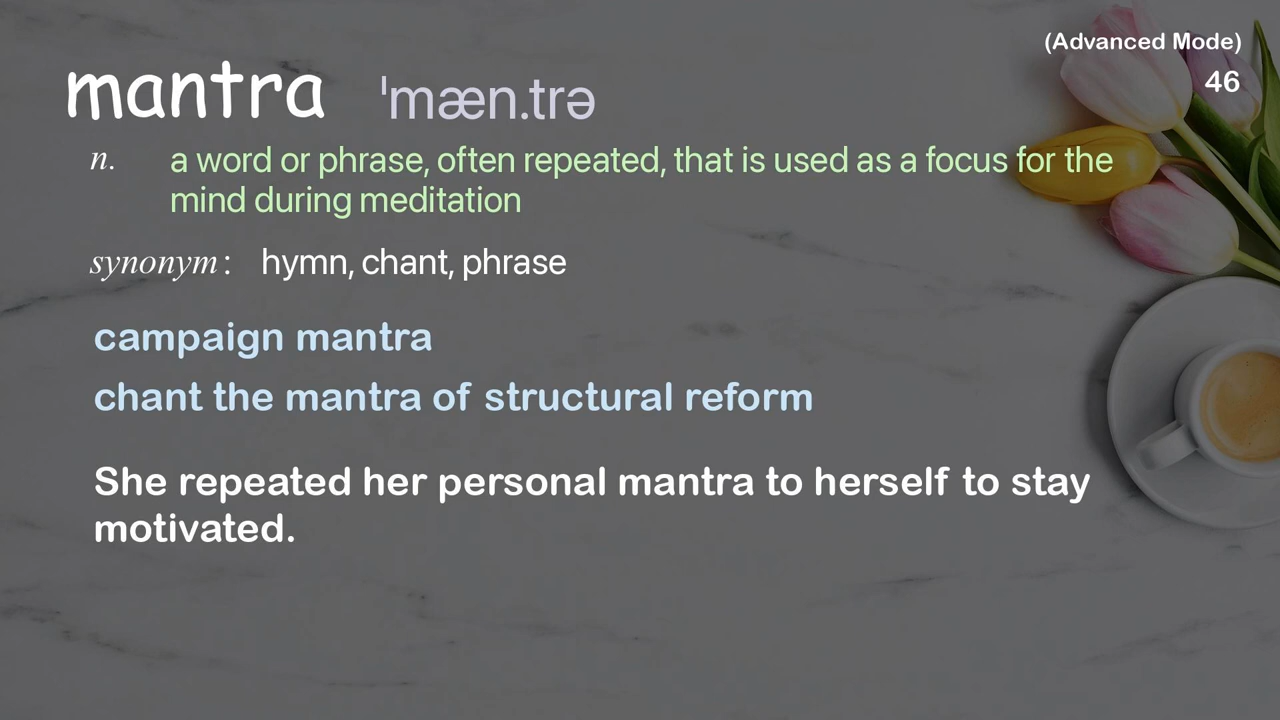 (Advanced Mode)
46
mantra ˈmæn.trə
n. a word or phrase, often repeated, that is used as a focus for the
mind during meditation
synonym: hymn, chant, phrase
campaign mantra
chant the mantra of structural reform
She repeated her personal mantra to herself to stay
motivated.